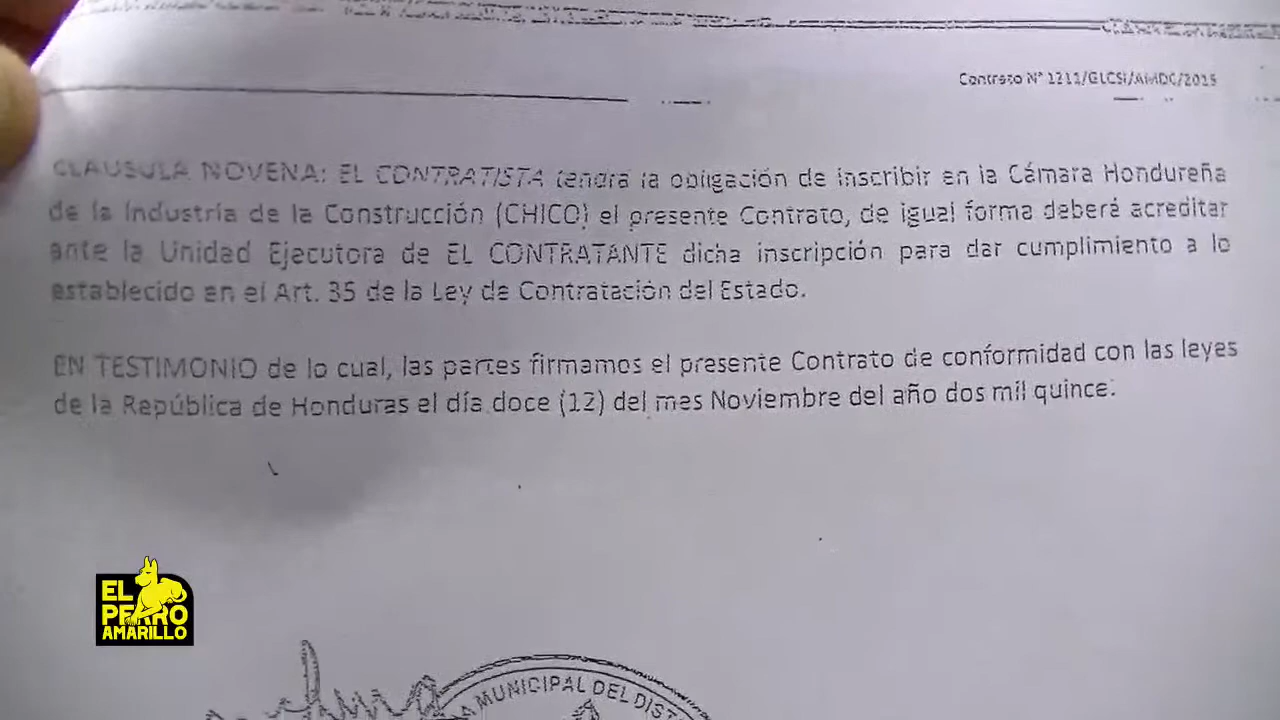 Contrato N° 1211/GLCSI/AMDC/2015
CLAUSULA NOVENA: EL CONTRATISTA tendrá la obligación de inscribir en la Cámara Hondureña
de la Industria de la Construcción (CHICO) el presente Contrato, de igual forma deberá acreditar
ante la Unidad Ejecutora de EL CONTRATANTE dicha inscripción para dar cumplimiento a lo
establecido en el Art. 35 de la Ley de Contratación del Estado.
EN TESTIMONIO de lo cual, las partes firmamos el presente Contrato de conformidad con las leyes
de la República de Honduras el día doce (12) del mes Noviembre del año dos mil quince.
EL
PERRO
AMARILLO
MUNICIPAL DEL DIST